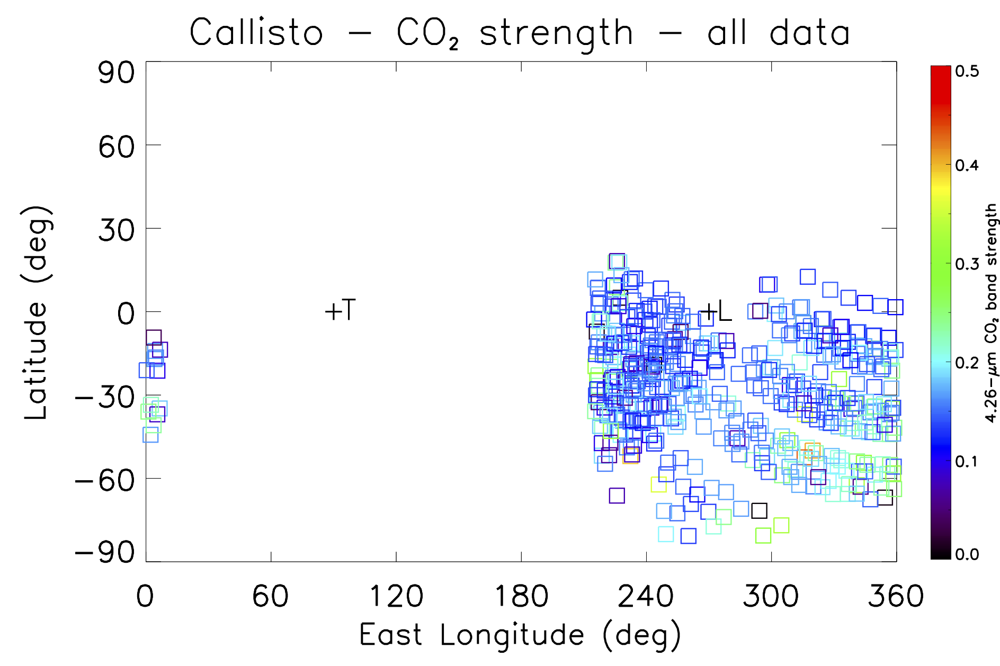 Callisto − CO₂ strength − all data
90
60
30
0
−30
−60
−90
Latitude (deg)
+T
+L
0 60 120 180 240 300 360
East Longitude (deg)
0.5
0.4
0.3
0.2
0.1
0.0
4.26−μm CO₂ band strength